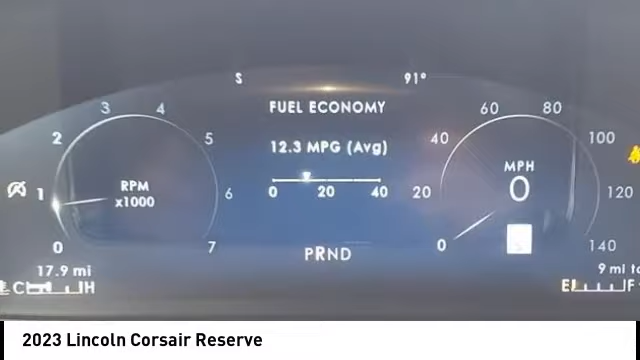 S 91°
FUEL ECONOMY
12.3 MPG (Avg)
0 20 40
PRND
0 1 2 3 4 5 6 7
RPM
x1000
0 20 40 60 80 100 120 140
MPH
0
17.9 mi
C H
9 mi to
E F
2023 Lincoln Corsair Reserve